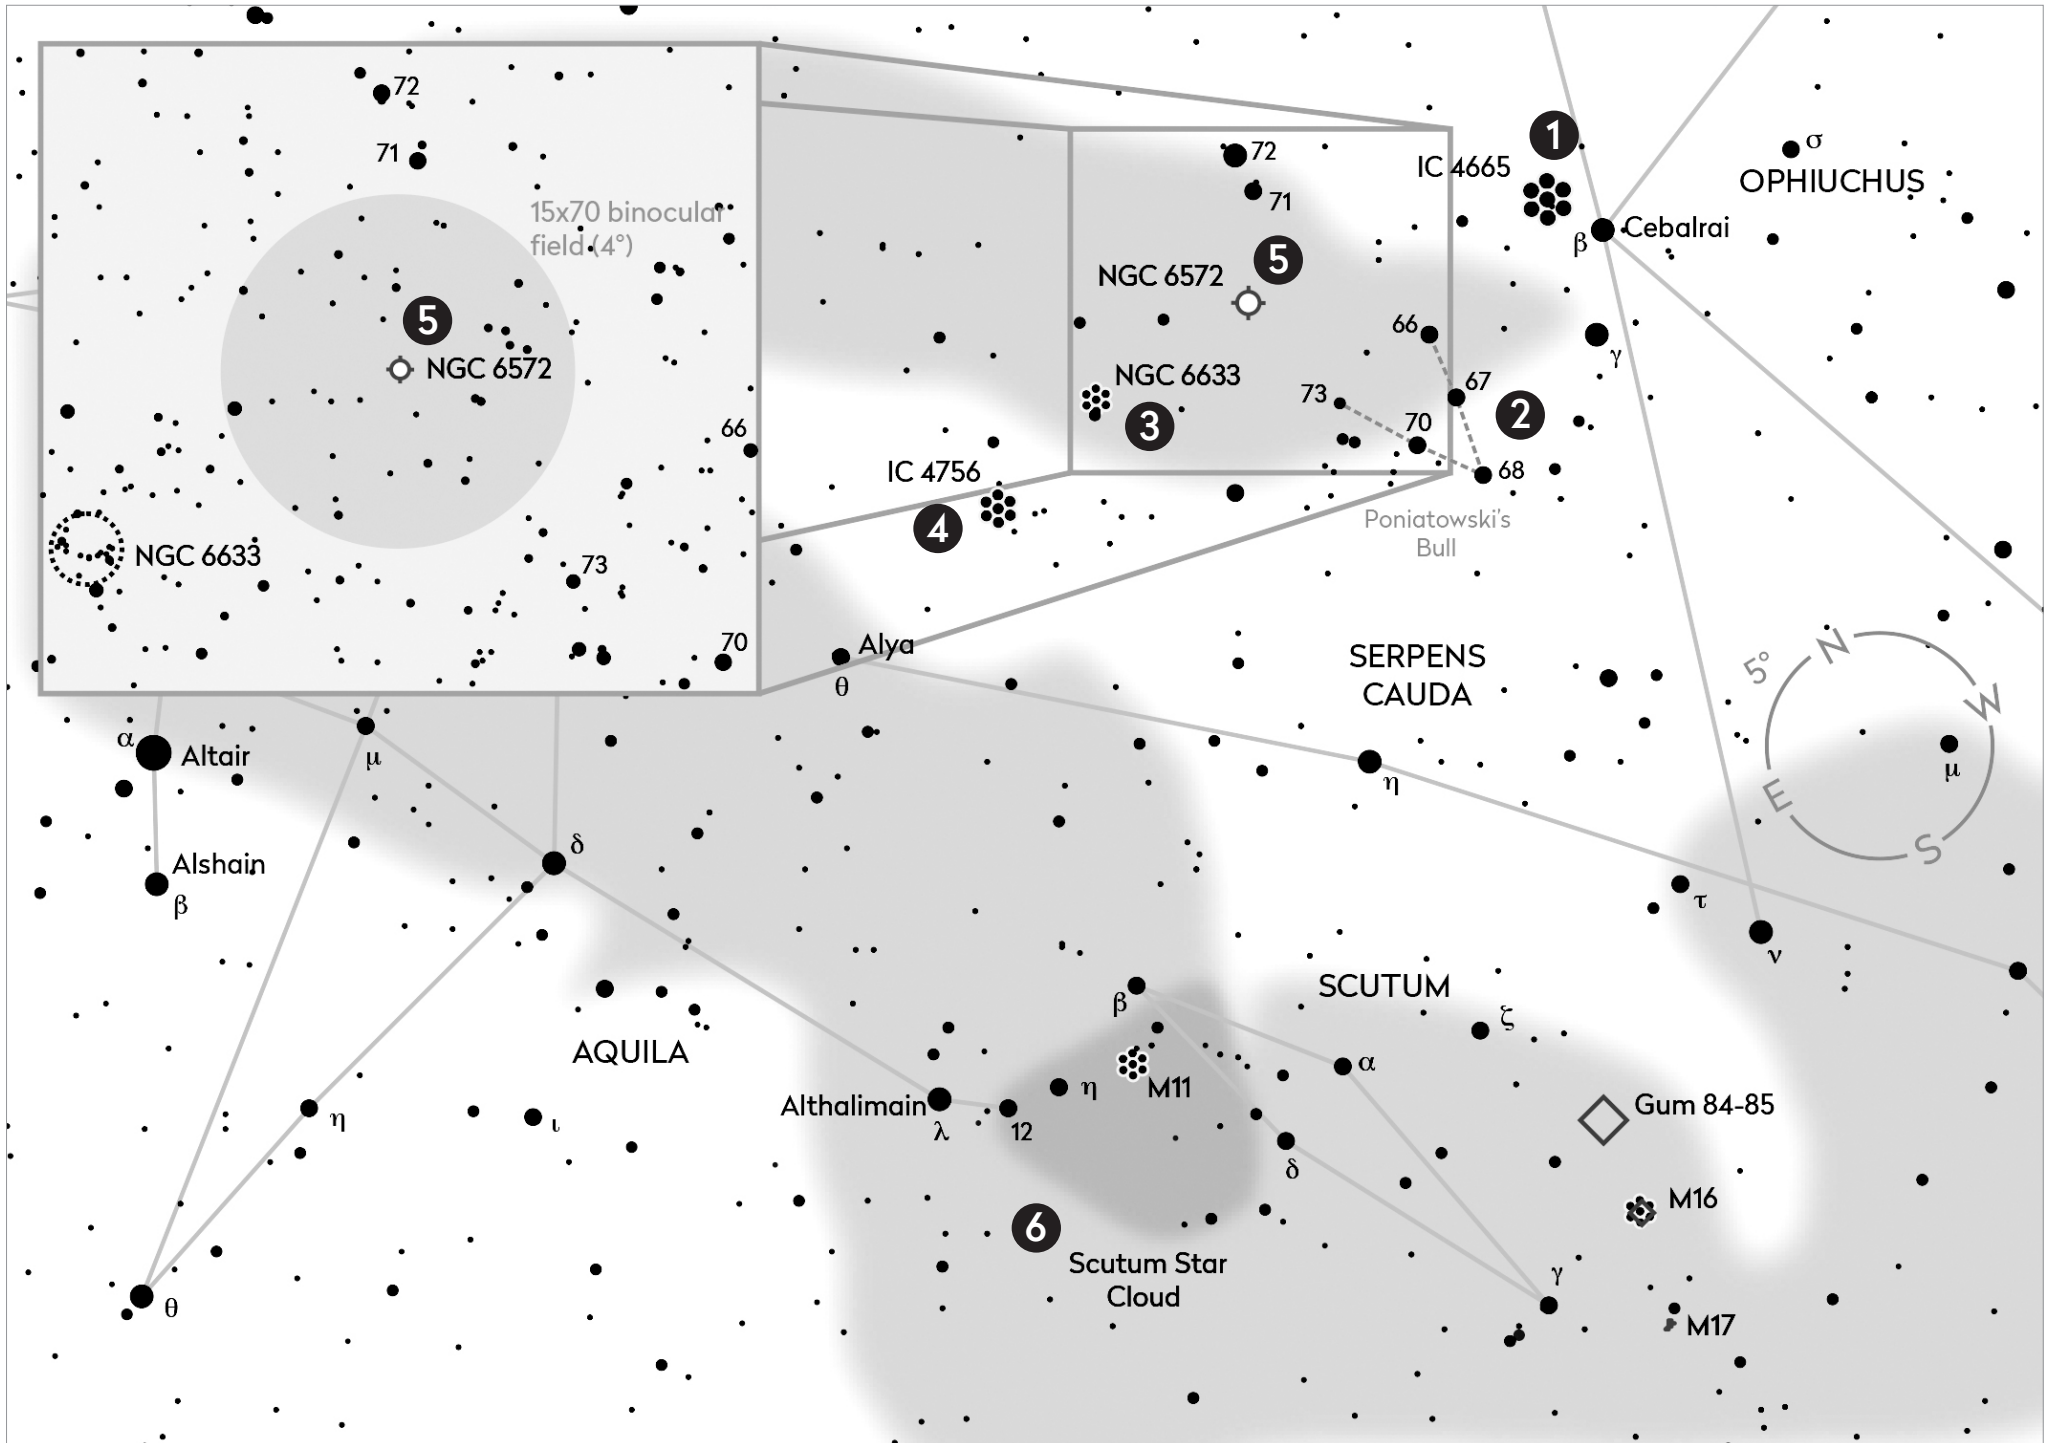 72
71
15x70 binocular
field (4°)
5
NGC 6572
66
NGC 6633
73
70
72
71
5
NGC 6572
66
67
73
70
2
68
NGC 6633
3
Poniatowski's
Bull
1
IC 4665
σ
OPHIUCHUS
Cebalrai
β
γ
IC 4756
4
Alya
θ
SERPENS
CAUDA
η
5°
N
W
E
S
μ
α
Altair
μ
Alshain
β
δ
τ
ν
AQUILA
β
SCUTUM
ζ
α
η
M11
Althalimain
λ
12
Gum 84-85
η
ι
δ
M16
6
Scutum Star
Cloud
γ
M17
θ